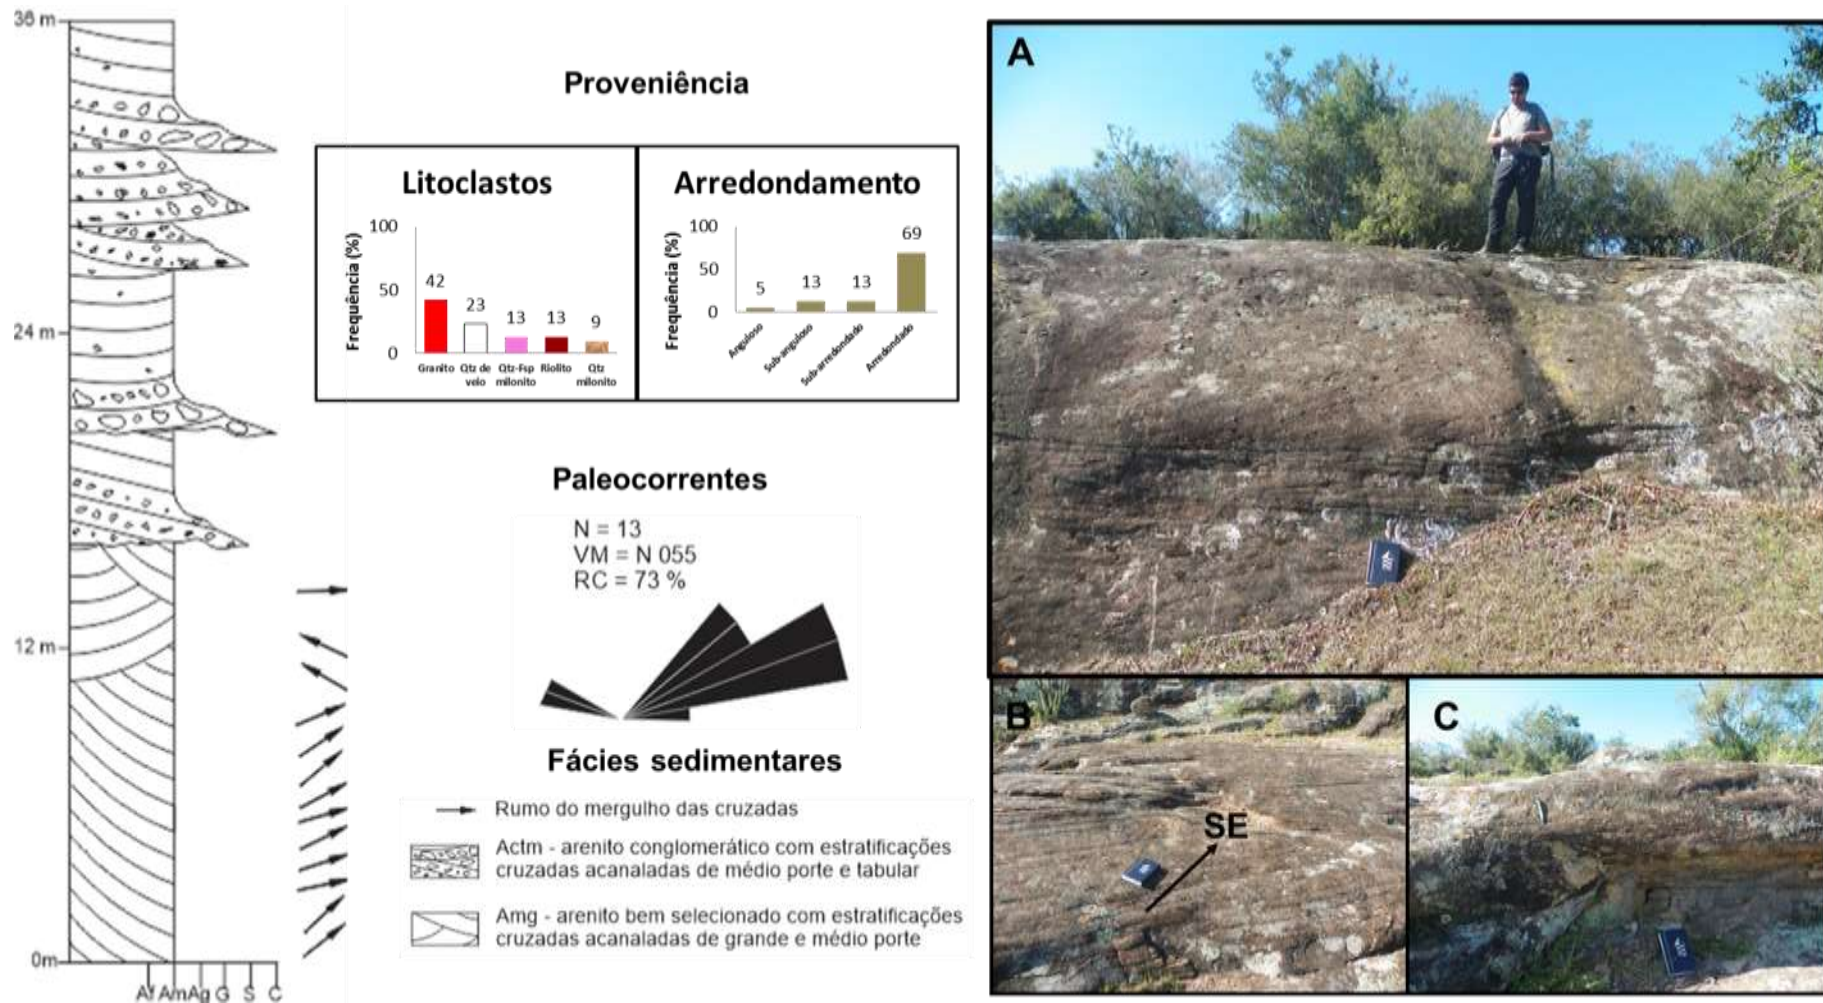 36 m
24 m
12 m
0m
Af Am Ag G S C
Proveniência
Litoclastos
Frequência (%)
100
50
0
42
23
13
13
9
Granito
Qtz de veio
Qtz-Fsp milonito
Riolito
Qtz milonito
Arredondamento
Frequência (%)
100
50
0
5
13
13
69
Anguloso
Sub-anguloso
Sub-arredondado
Arredondado
Paleocorrentes
N = 13
VM = N 055
RC = 73 %
Fácies sedimentares
Rumo do mergulho das cruzadas
Actm - arenito conglomerático com estratificações
cruzadas acanaladas de médio porte e tabular
Amg - arenito bem selecionado com estratificações
cruzadas acanaladas de grande e médio porte
A
B
SE
C